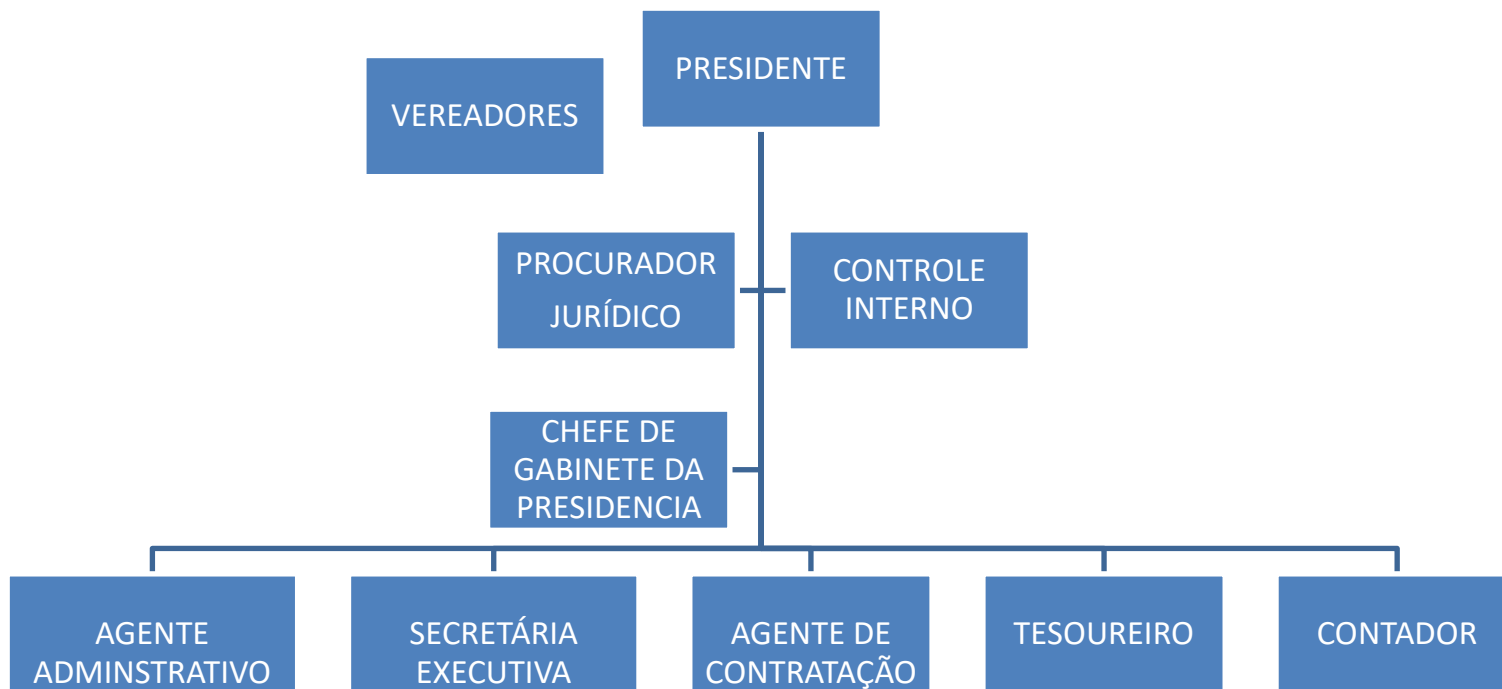 PRESIDENTE
VEREADORES
PROCURADOR
JURÍDICO
CONTROLE
INTERNO
CHEFE DE
GABINETE DA
PRESIDENCIA
AGENTE
ADMINSTRATIVO
SECRETÁRIA
EXECUTIVA
AGENTE DE
CONTRATAÇÃO
TESOUREIRO
CONTADOR